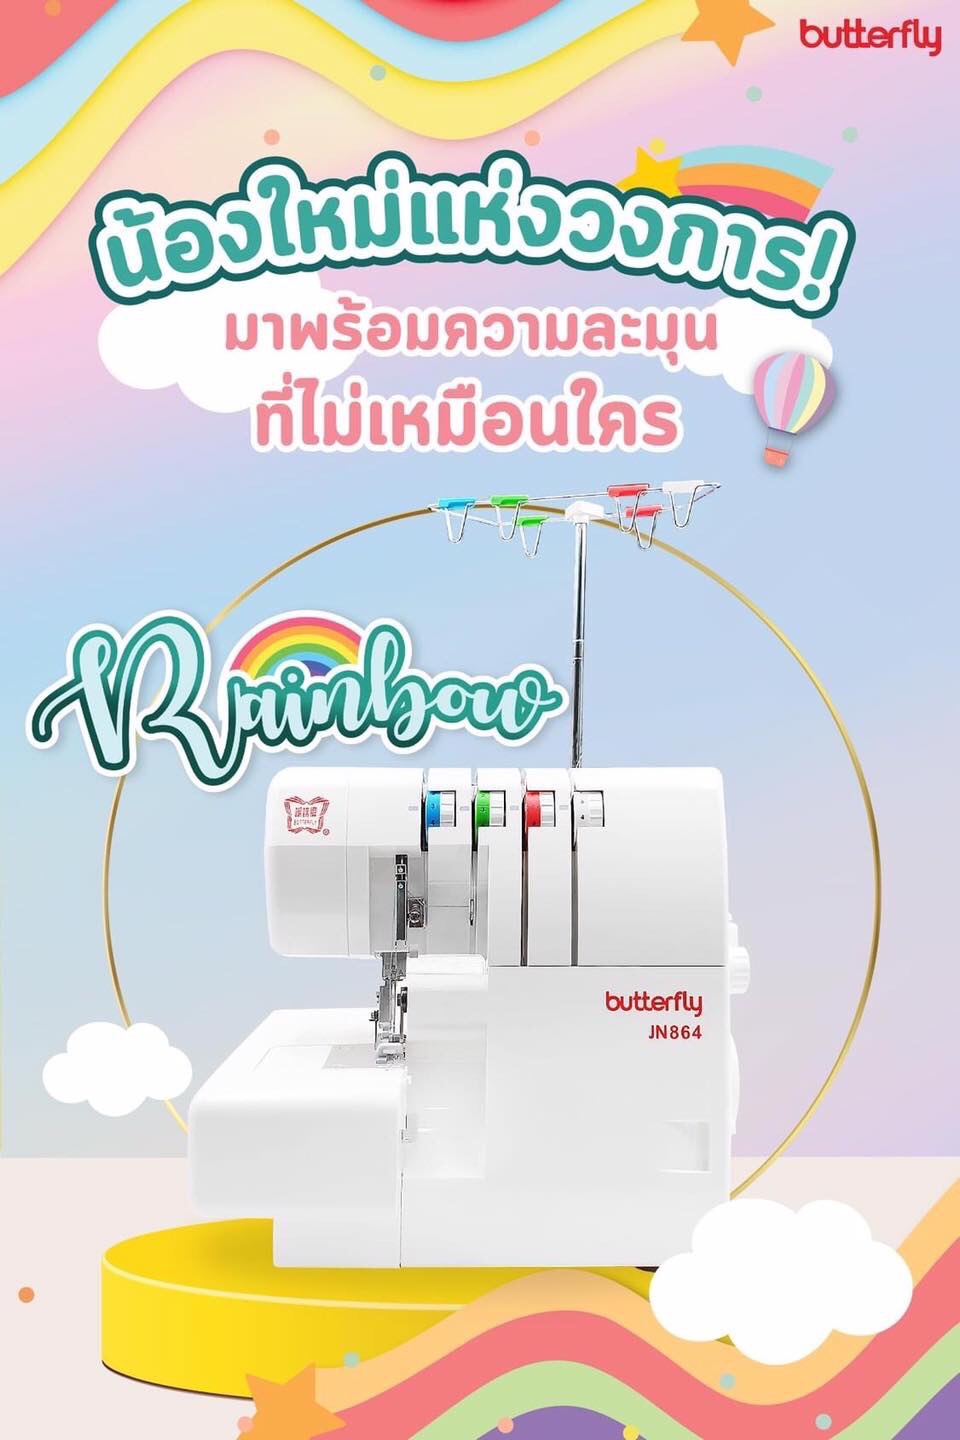 butterfly
น้องใหม่แห่งวงการ!
มาพร้อมความละมุน
ที่ไม่เหมือนใคร
Rainbow
BUTTERFLY
butterfly
JN864